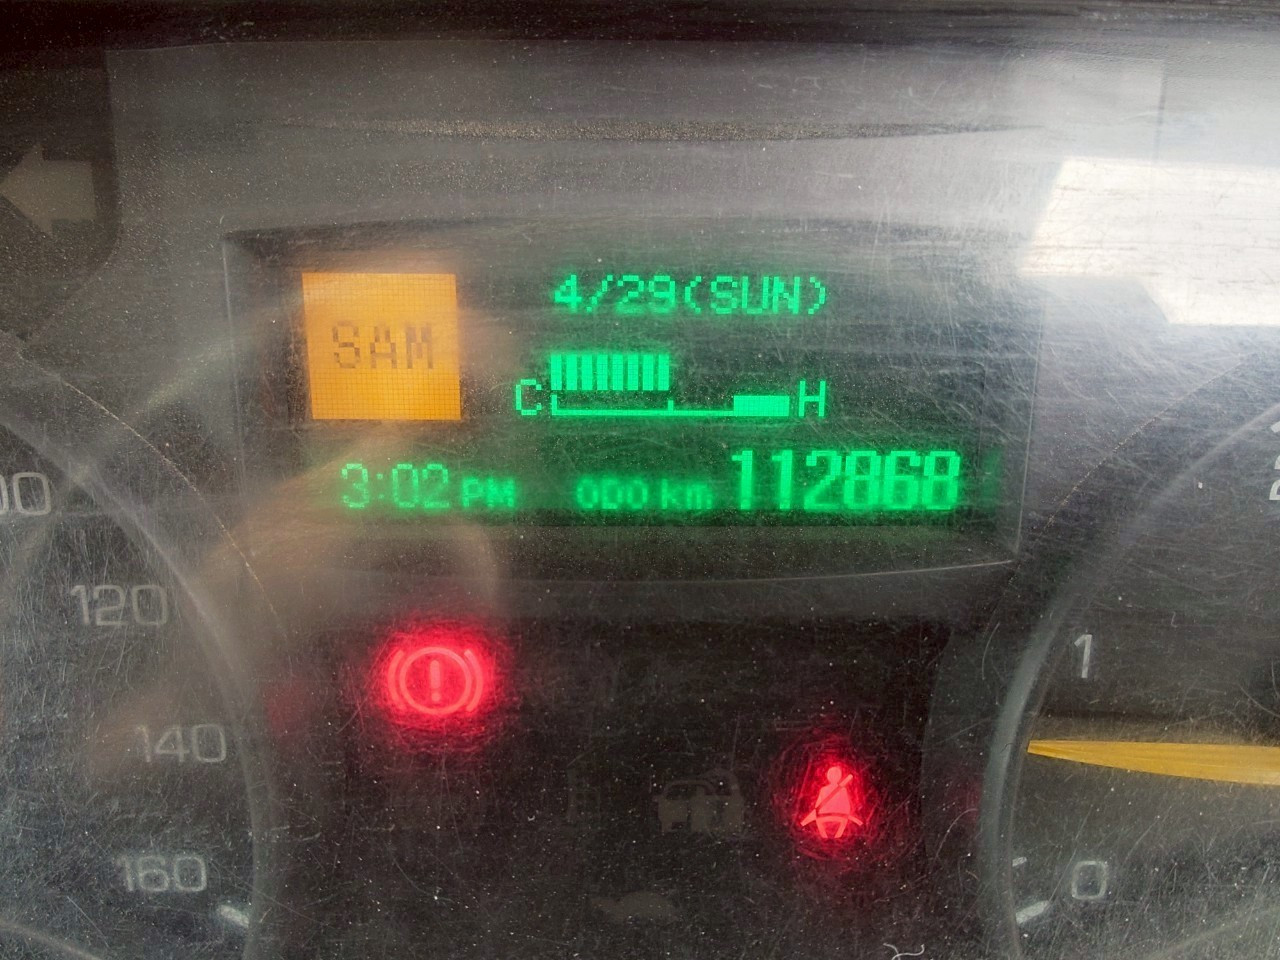 4/29(SUN)
SAM
C H
3:02 PM ODO km 112868
120
140
160
1
0